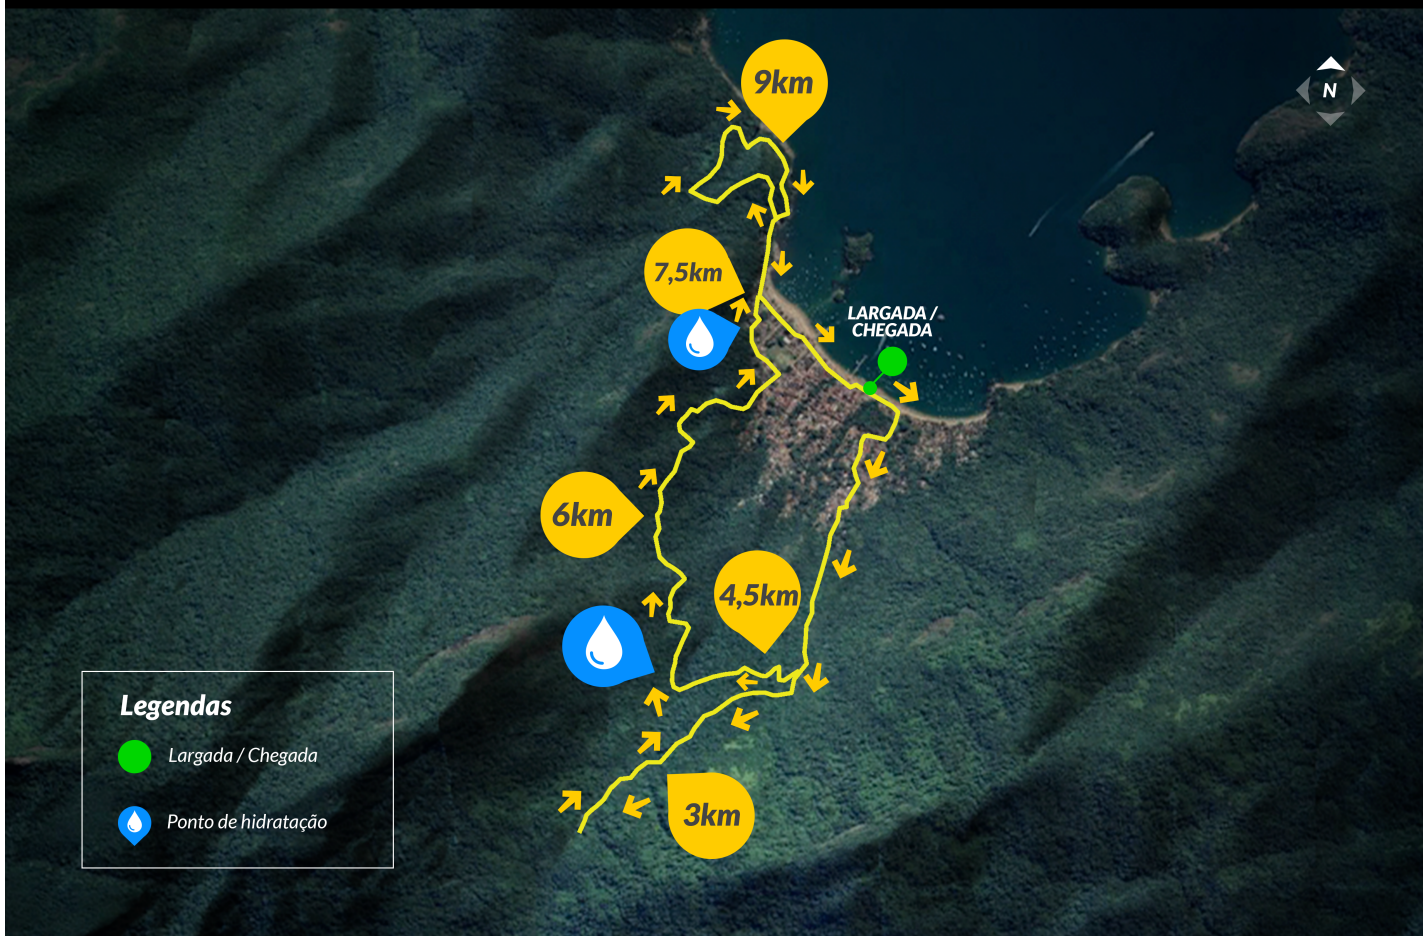 9km
N
7,5km
LARGADA /
CHEGADA
6km
4,5km
3km
Legendas
Largada / Chegada
Ponto de hidratação